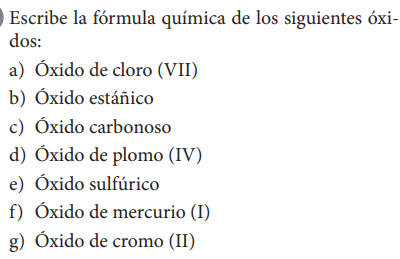 Escribe la fórmula química de los siguientes óxi-
dos:
a) Óxido de cloro (VII)
b) Óxido estáñico
c) Óxido carbonoso
d) Óxido de plomo (IV)
e) Óxido sulfúrico
f) Óxido de mercurio (I)
g) Óxido de cromo (II)